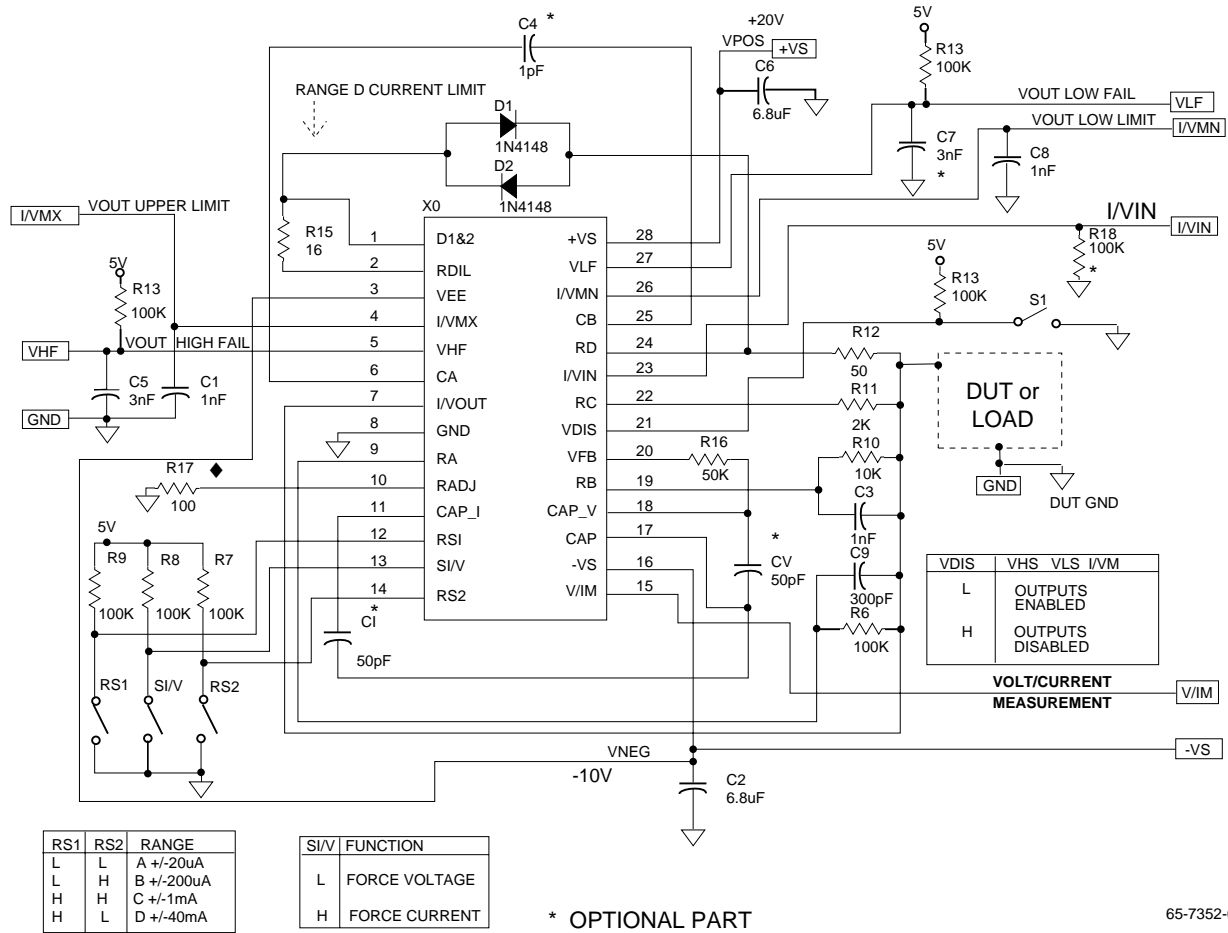 C4 *
1pF
+20V
VPOS
+VS
C6
6.8uF
5V
R13
100K
VOUT LOW FAIL
VLF
VOUT LOW LIMIT
I/VMN
C7
3nF
*
C8
1nF
RANGE D CURRENT LIMIT
D1
1N4148
D2
1N4148
X0
I/VMX
VOUT UPPER LIMIT
R15
16
I/VIN
I/VIN
R18
100K
*
5V
R13
100K
5V
R13
100K
S1
VHF
VOUT HIGH FAIL
C5
3nF
C1
1nF
GND
1 D1&2
2 RDIL
3 VEE
4 I/VMX
5 VHF
6 CA
7 I/VOUT
8 GND
9 RA
10 RADJ
11 CAP_I
12 RSI
13 SI/V
14 RS2
+VS 28
VLF 27
I/VMN 26
CB 25
RD 24
I/VIN 23
RC 22
VDIS 21
VFB 20
RB 19
CAP_V 18
CAP 17
-VS 16
V/IM 15
R12
50
R11
2K
R10
10K
C3
1nF
C9
300pF
R6
100K
R16
50K
*
CV
50pF
DUT or
LOAD
GND
DUT GND
R17
100
5V
R9
R8
R7
100K
100K
100K
*
CI
50pF
RS1
SI/V
RS2
VDIS VHS VLS I/VM
L OUTPUTS
ENABLED
H OUTPUTS
DISABLED
VOLT/CURRENT
MEASUREMENT
V/IM
-VS
VNEG
-10V
C2
6.8uF
RS1 RS2 RANGE
L L A +/-20uA
L H B +/-200uA
H H C +/-1mA
H L D +/-40mA
SI/V FUNCTION
L FORCE VOLTAGE
H FORCE CURRENT
* OPTIONAL PART